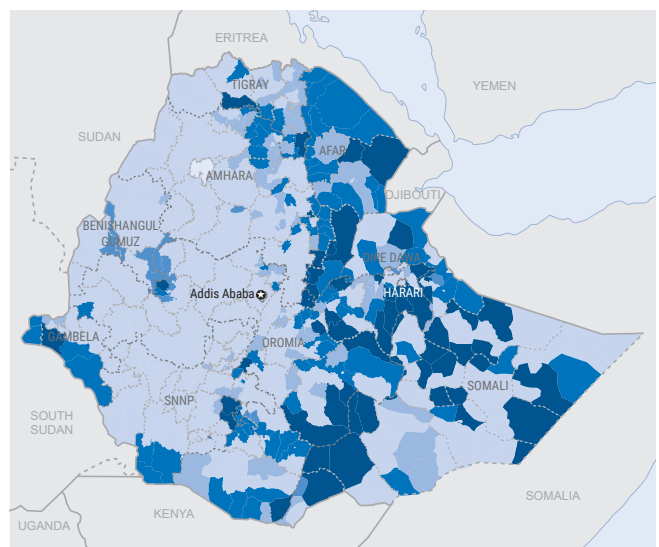 ERITREA
YEMEN
TIGRAY
SUDAN
AFAR
AMHARA
DJIBOUTI
BENISHANGUL-
GUMUZ
DIRE DAWA
Addis Ababa
HARARI
GAMBELA
OROMIA
SOMALI
SNNP
SOUTH
SUDAN
SOMALIA
KENYA
UGANDA